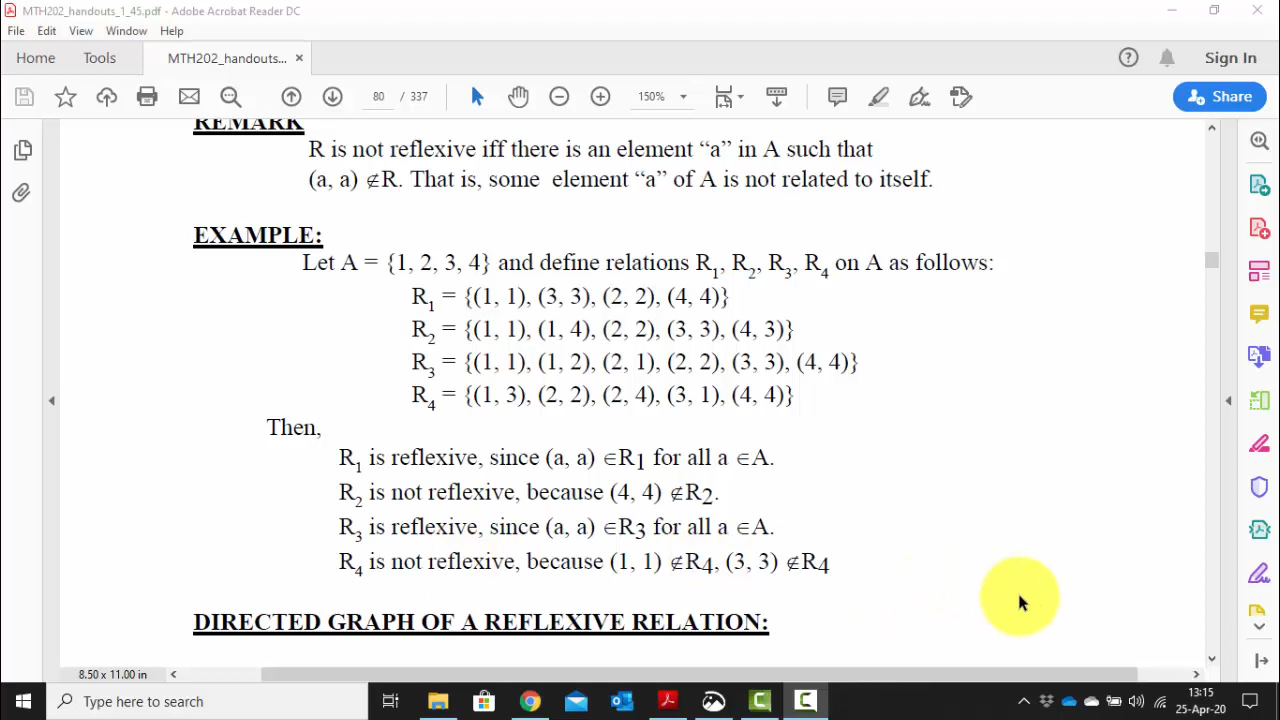 MTH202_handouts_1_45.pdf - Adobe Acrobat Reader DC
File Edit View Window Help
Home Tools MTH202_handouts... × Sign In
80 / 337 150% Share
REMARK
R is not reflexive iff there is an element “a” in A such that
(a, a) ∉R. That is, some element “a” of A is not related to itself.
EXAMPLE:
Let A = {1, 2, 3, 4} and define relations R1, R2, R3, R4 on A as follows:
R1 = {(1, 1), (3, 3), (2, 2), (4, 4)}
R2 = {(1, 1), (1, 4), (2, 2), (3, 3), (4, 3)}
R3 = {(1, 1), (1, 2), (2, 1), (2, 2), (3, 3), (4, 4)}
R4 = {(1, 3), (2, 2), (2, 4), (3, 1), (4, 4)}
Then,
R1 is reflexive, since (a, a) ∈R1 for all a ∈A.
R2 is not reflexive, because (4, 4) ∉R2.
R3 is reflexive, since (a, a) ∈R3 for all a ∈A.
R4 is not reflexive, because (1, 1) ∉R4, (3, 3) ∉R4
DIRECTED GRAPH OF A REFLEXIVE RELATION:
8.50 x 11.00 in
Type here to search
13:15
25-Apr-20